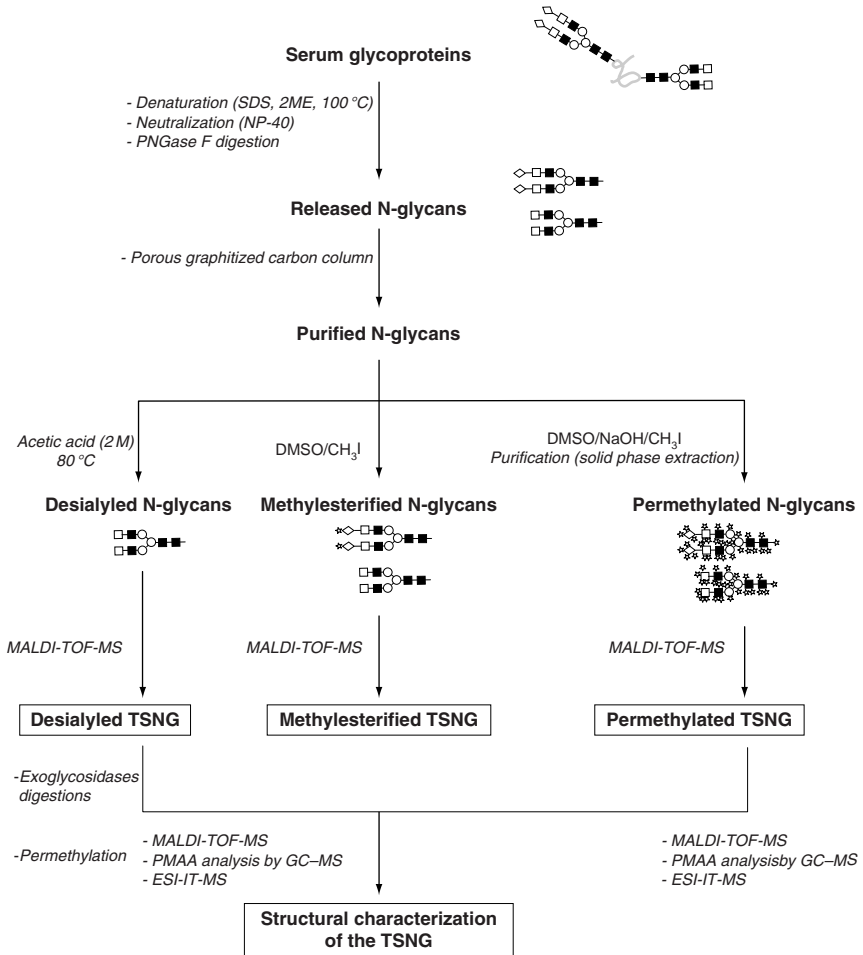 Serum glycoproteins
- Denaturation (SDS, 2ME, 100 °C)
- Neutralization (NP-40)
- PNGase F digestion
Released N-glycans
- Porous graphitized carbon column
Purified N-glycans
Acetic acid (2 M)
80 °C
DMSO/CH₃I
DMSO/NaOH/CH₃I
Purification (solid phase extraction)
Desialyled N-glycans
Methylesterified N-glycans
Permethylated N-glycans
MALDI-TOF-MS
MALDI-TOF-MS
MALDI-TOF-MS
Desialyled TSNG
Methylesterified TSNG
Permethylated TSNG
-Exoglycosidases
digestions
-Permethylation
- MALDI-TOF-MS
- PMAA analysis by GC–MS
- ESI-IT-MS
- MALDI-TOF-MS
- PMAA analysisby GC–MS
- ESI-IT-MS
Structural characterization
of the TSNG